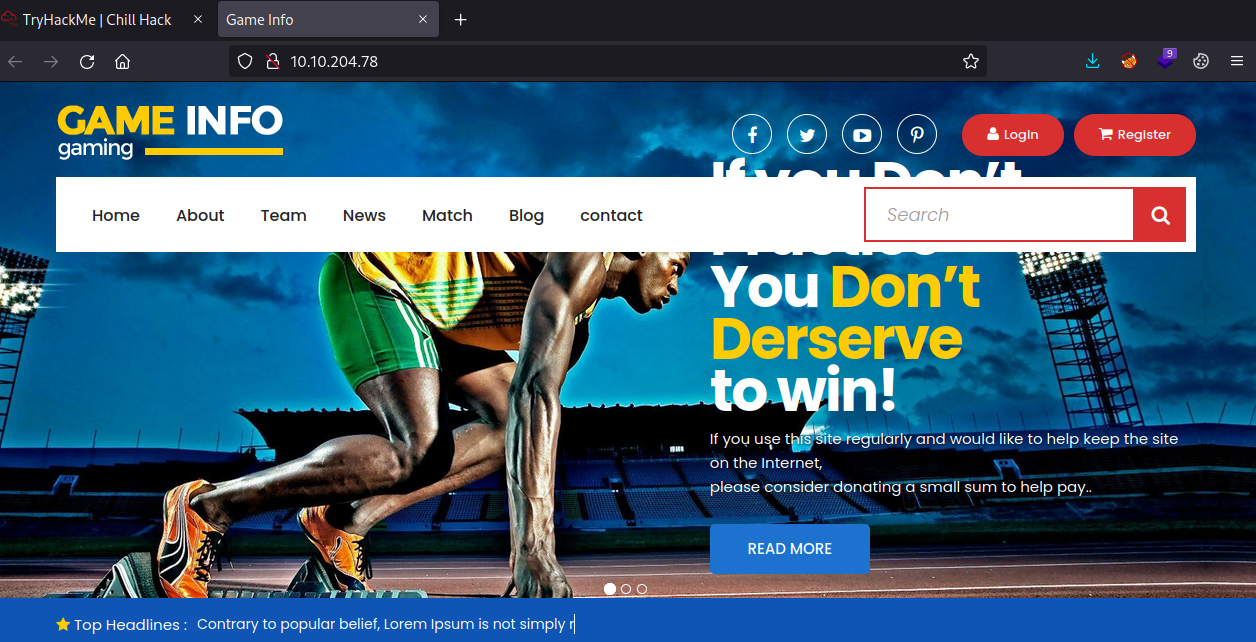 TryHackMe | Chill Hack
Game Info
10.10.204.78
9
GAME INFO
gaming
Login
Register
Home About Team News Match Blog contact
Search
If you Don’t
Practice
You Don’t
Derserve
to win!
If you use this site regularly and would like to help keep the site
on the Internet,
please consider donating a small sum to help pay..
READ MORE
Top Headlines : Contrary to popular belief, Lorem Ipsum is not simply r